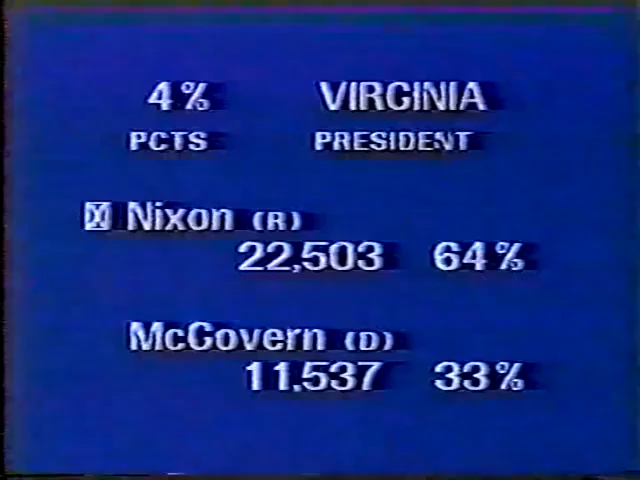 4% VIRGINIA
PCTS PRESIDENT
☒ Nixon (R)
22,503 64%
McGovern (D)
11,537 33%